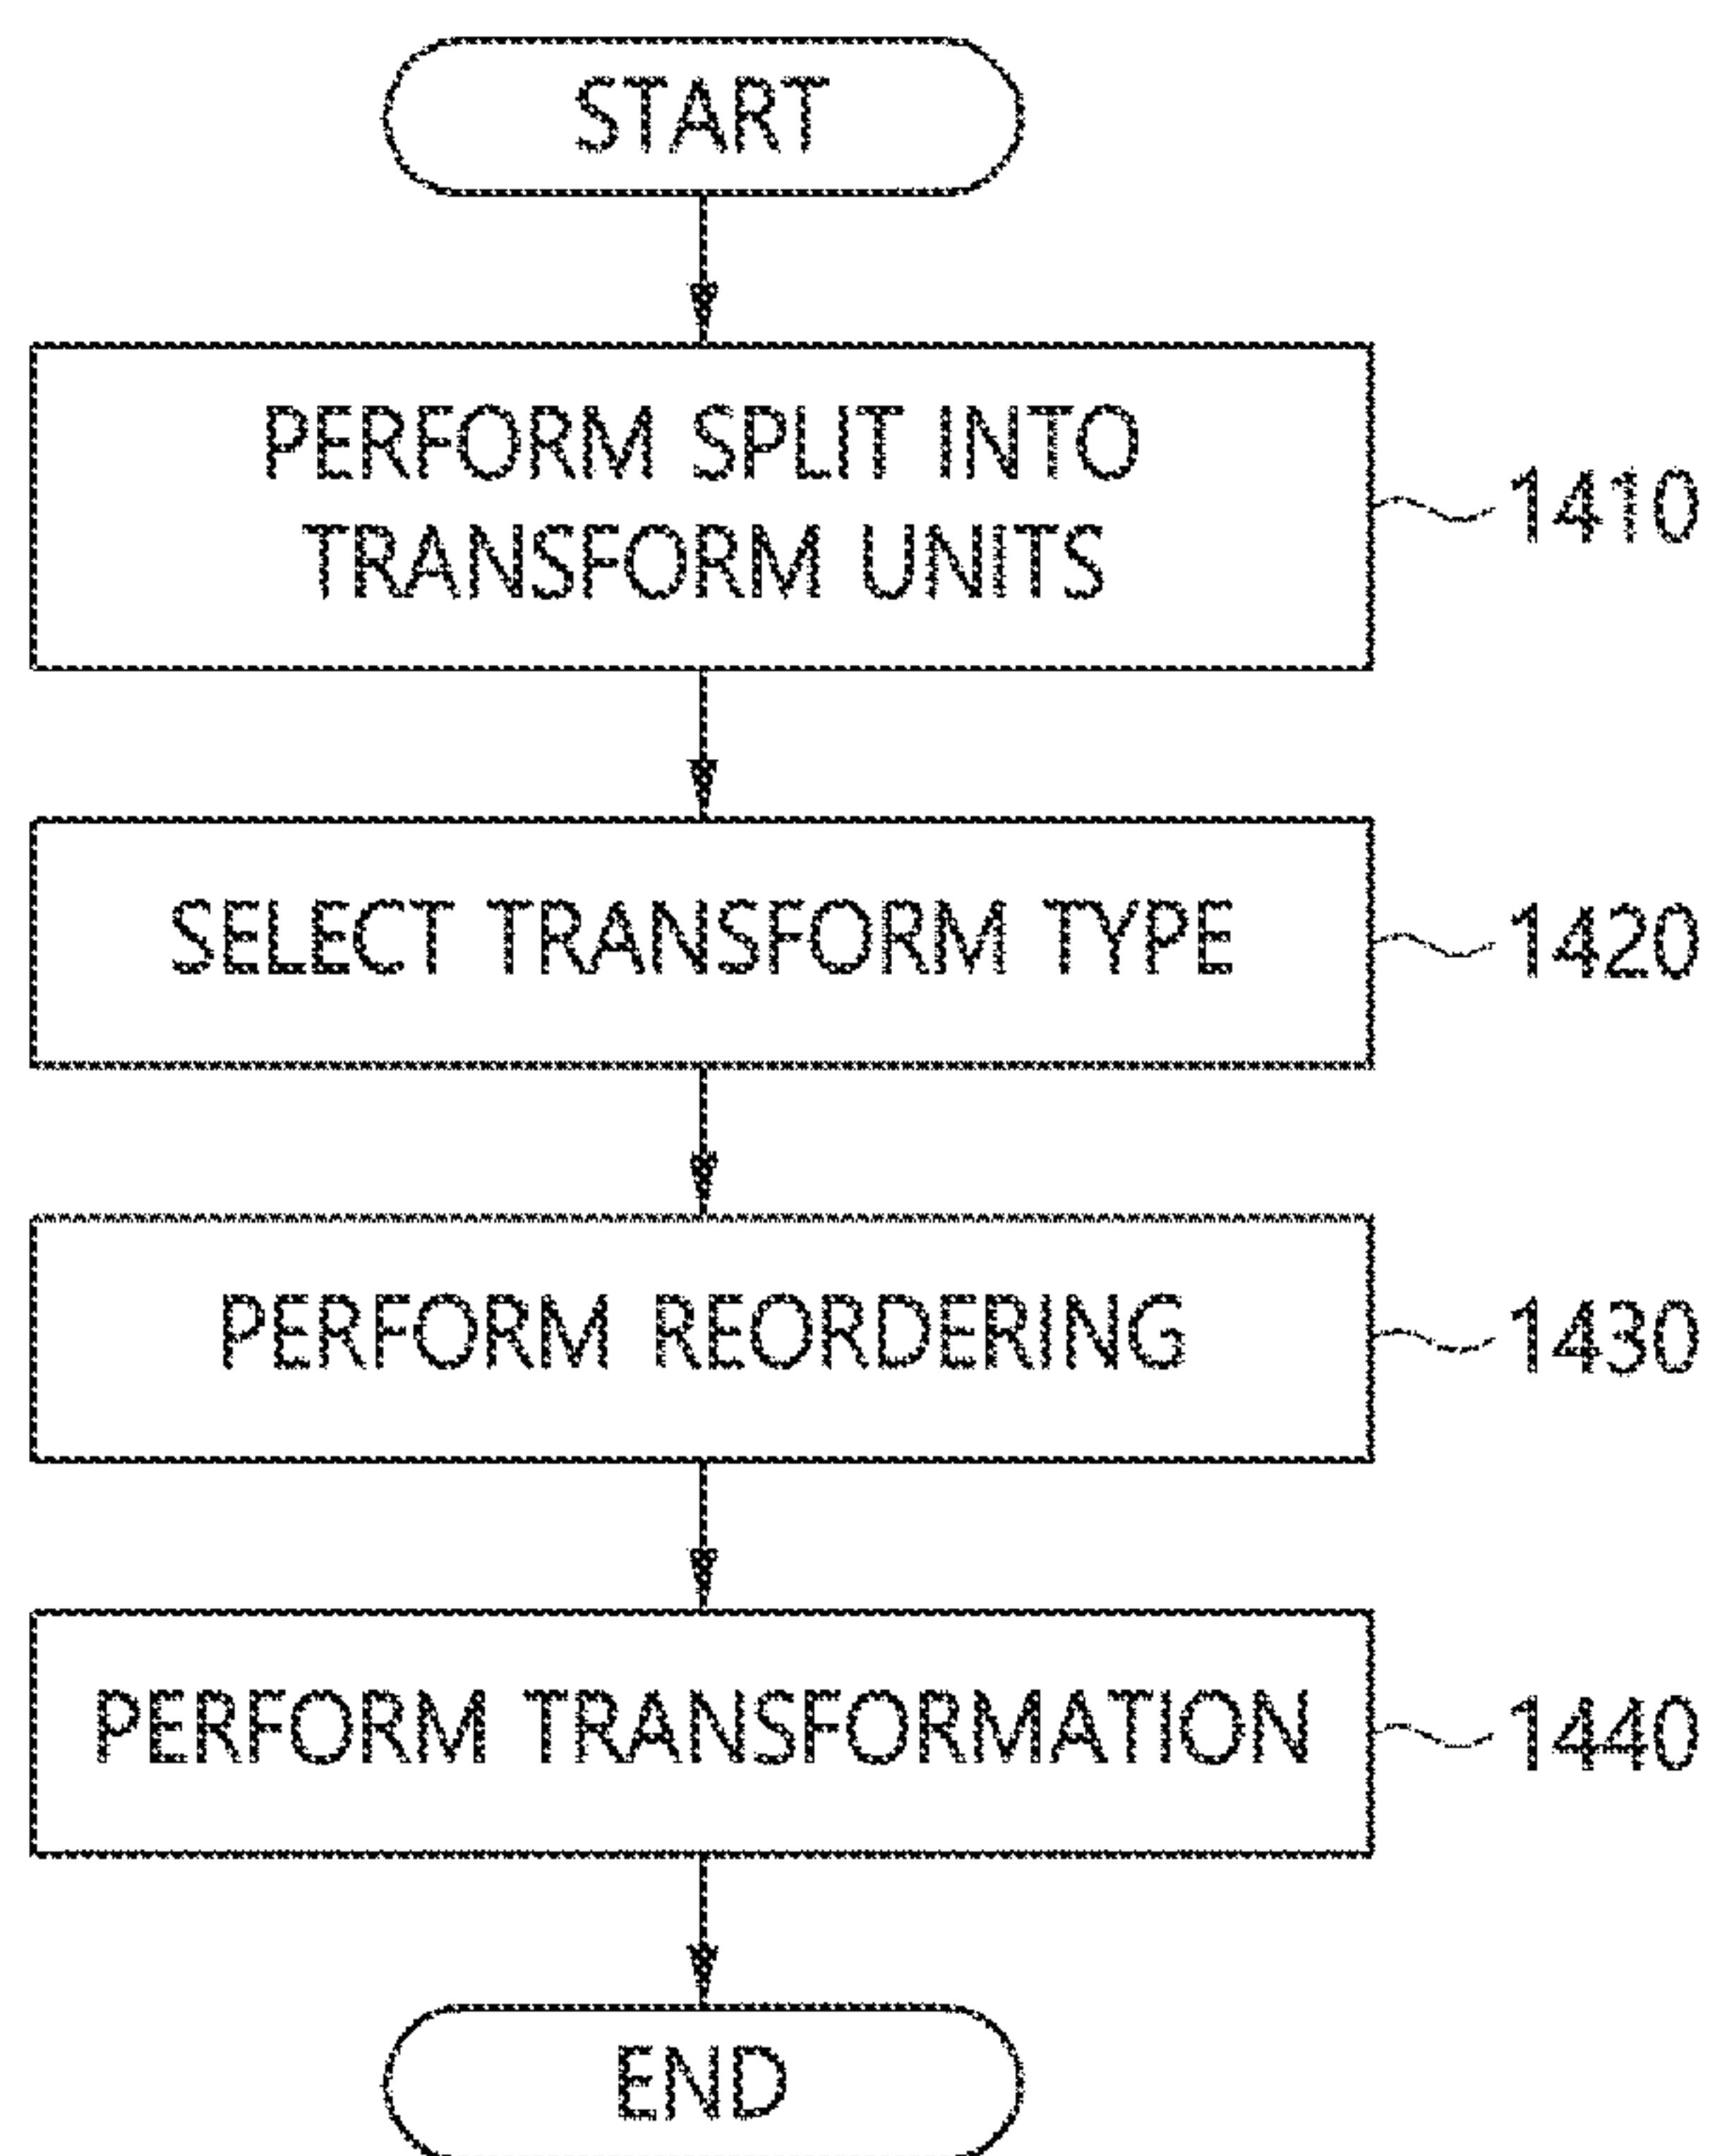 START
PERFORM SPLIT INTO
TRANSFORM UNITS
1410
SELECT TRANSFORM TYPE
1420
PERFORM REORDERING
1430
PERFORM TRANSFORMATION
1440
END